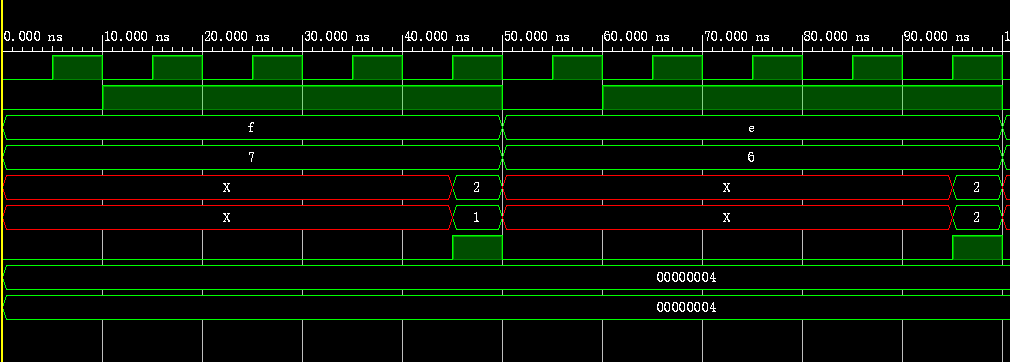 0.000 ns 10.000 ns 20.000 ns 30.000 ns 40.000 ns 50.000 ns 60.000 ns 70.000 ns 80.000 ns 90.000 ns 1
f e
7 6
X 2 X 2
X 1 X 2
00000004
00000004